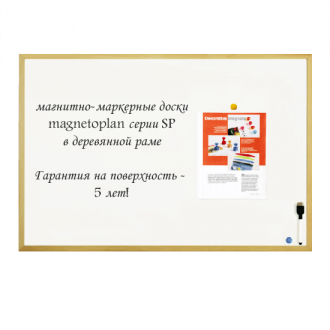 магнитно-маркерные доски
magnetoplan серии SP
в деревянной раме
Гарантия на поверхность -
5 лет!